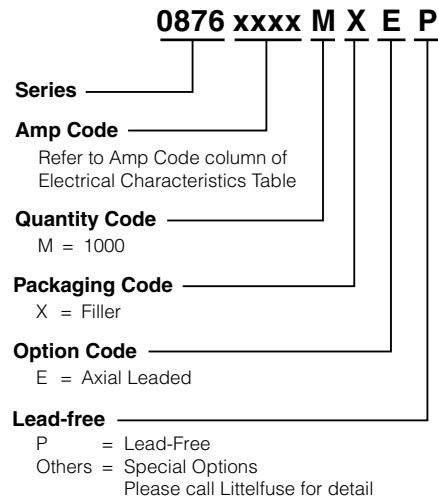 0876 xxxx M X E P
Series
Amp Code
Refer to Amp Code column of
Electrical Characteristics Table
Quantity Code
M = 1000
Packaging Code
X = Filler
Option Code
E = Axial Leaded
Lead-free
P = Lead-Free
Others = Special Options
Please call Littelfuse for detail